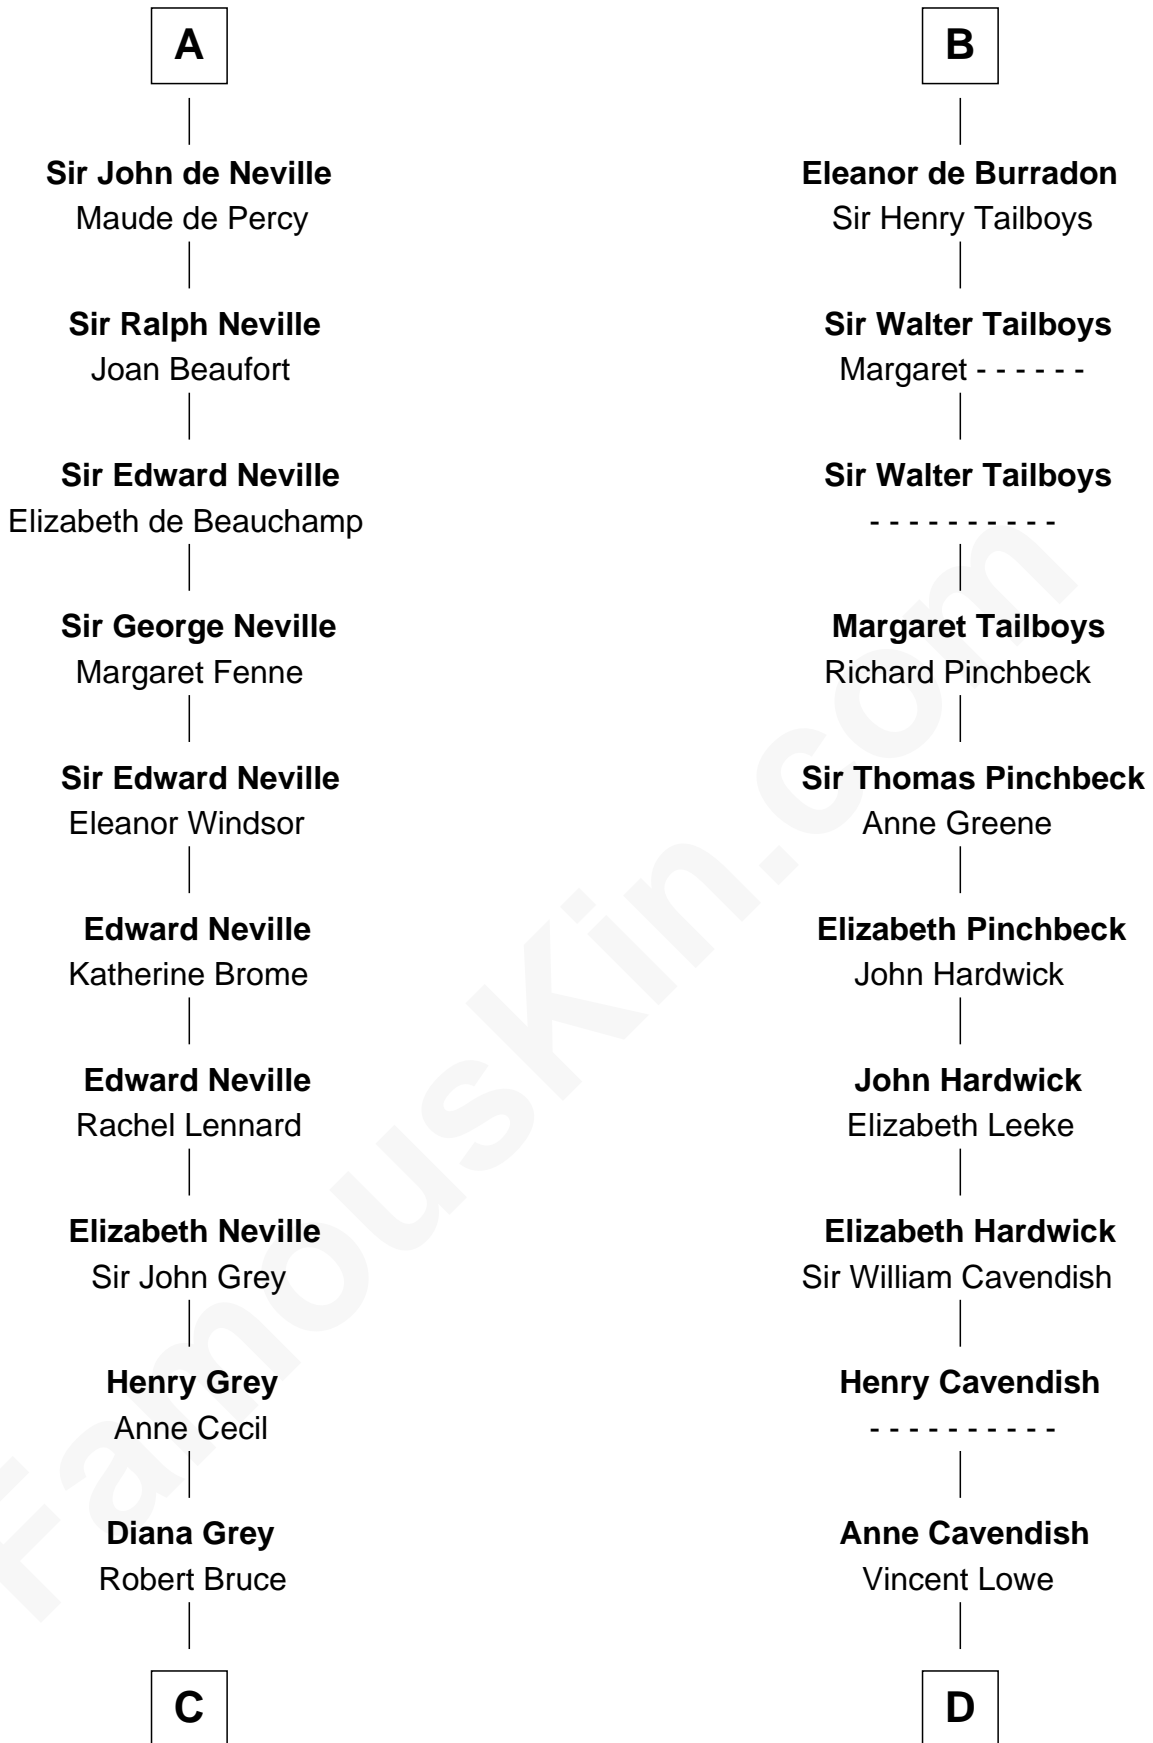 A
Sir John de Neville
Maude de Percy
Sir Ralph Neville
Joan Beaufort
Sir Edward Neville
Elizabeth de Beauchamp
Sir George Neville
Margaret Fenne
Sir Edward Neville
Eleanor Windsor
Edward Neville
Katherine Brome
Edward Neville
Rachel Lennard
Elizabeth Neville
Sir John Grey
Henry Grey
Anne Cecil
Diana Grey
Robert Bruce
C
B
Eleanor de Burradon
Sir Henry Tailboys
Sir Walter Tailboys
Margaret - - - - - -
Sir Walter Tailboys
- - - - - - - - - -
Margaret Tailboys
Richard Pinchbeck
Sir Thomas Pinchbeck
Anne Greene
Elizabeth Pinchbeck
John Hardwick
John Hardwick
Elizabeth Leeke
Elizabeth Hardwick
Sir William Cavendish
Henry Cavendish
- - - - - - - - - -
Anne Cavendish
Vincent Lowe
D
FamousKin.com